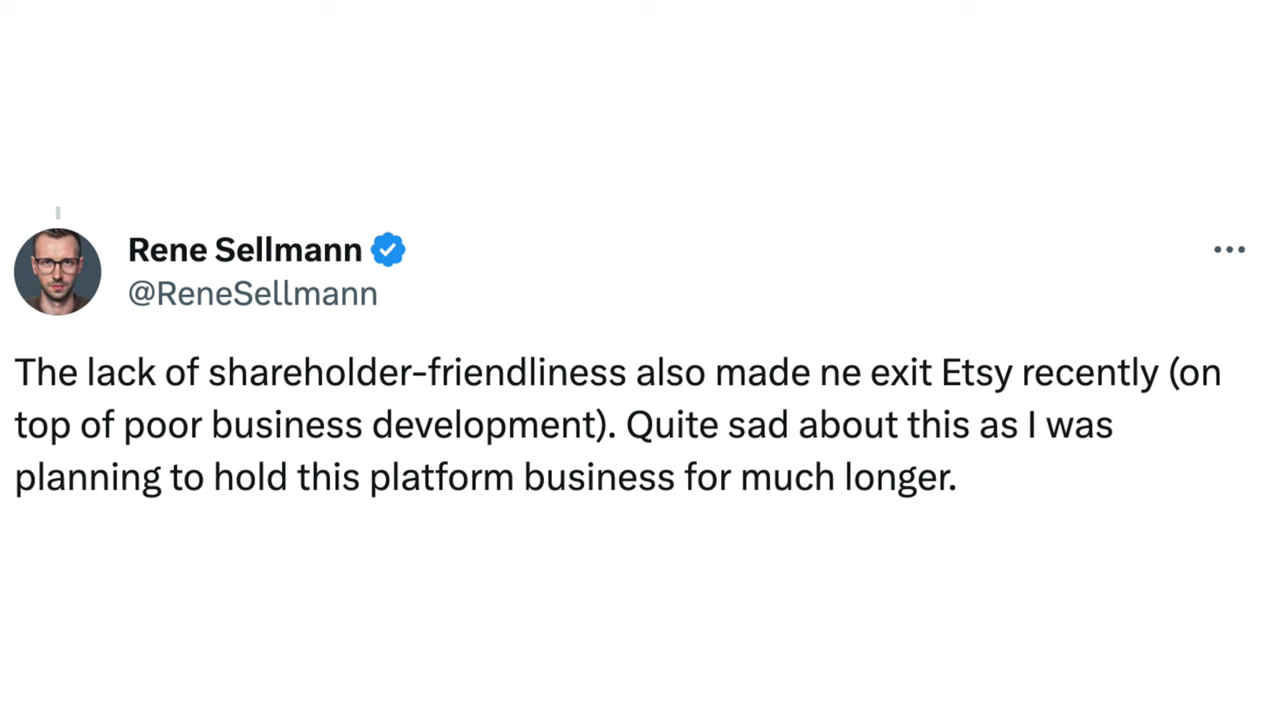 Rene Sellmann
@ReneSellmann
The lack of shareholder-friendliness also made ne exit Etsy recently (on
top of poor business development). Quite sad about this as I was
planning to hold this platform business for much longer.